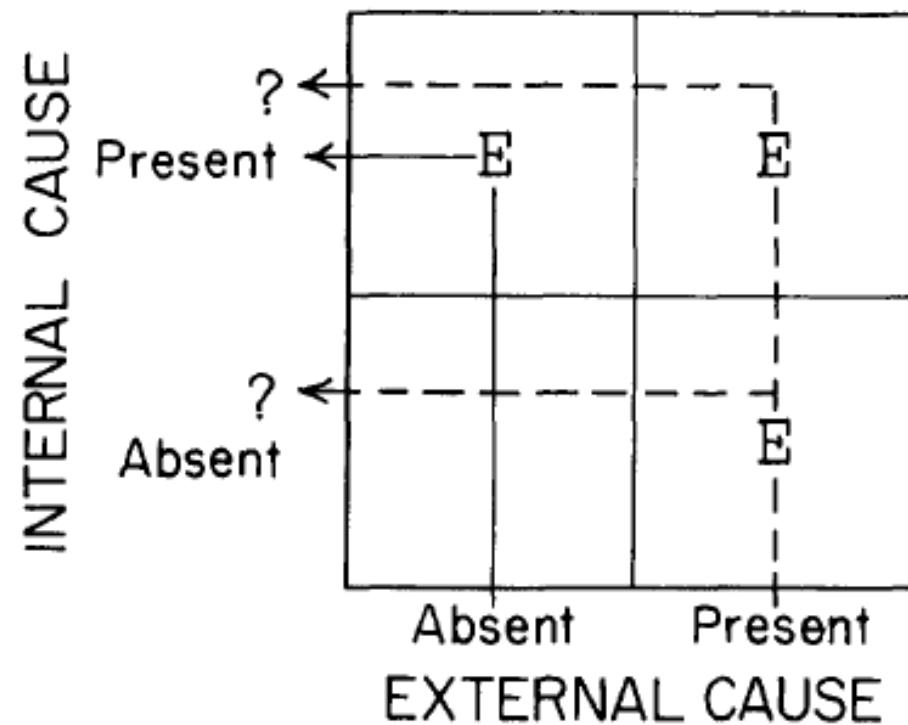 INTERNAL CAUSE
?
Present
E
E
?
Absent
E
Absent
Present
EXTERNAL CAUSE